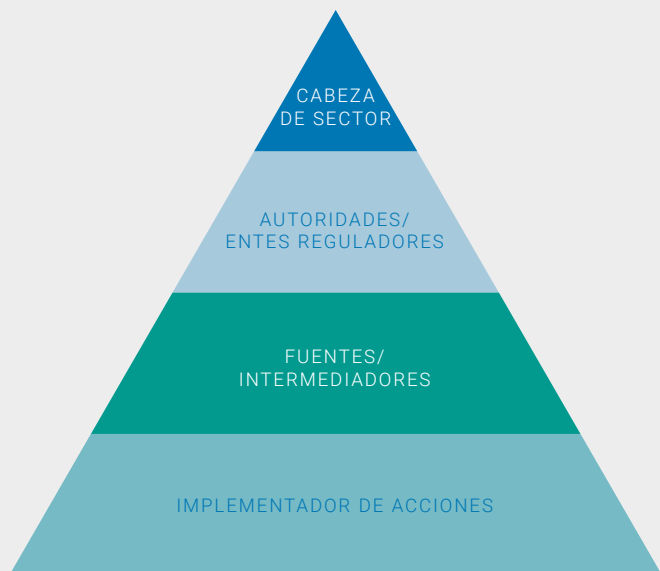 CABEZA
DE SECTOR
AUTORIDADES/
ENTES REGULADORES
FUENTES/
INTERMEDIADORES
IMPLEMENTADOR DE ACCIONES